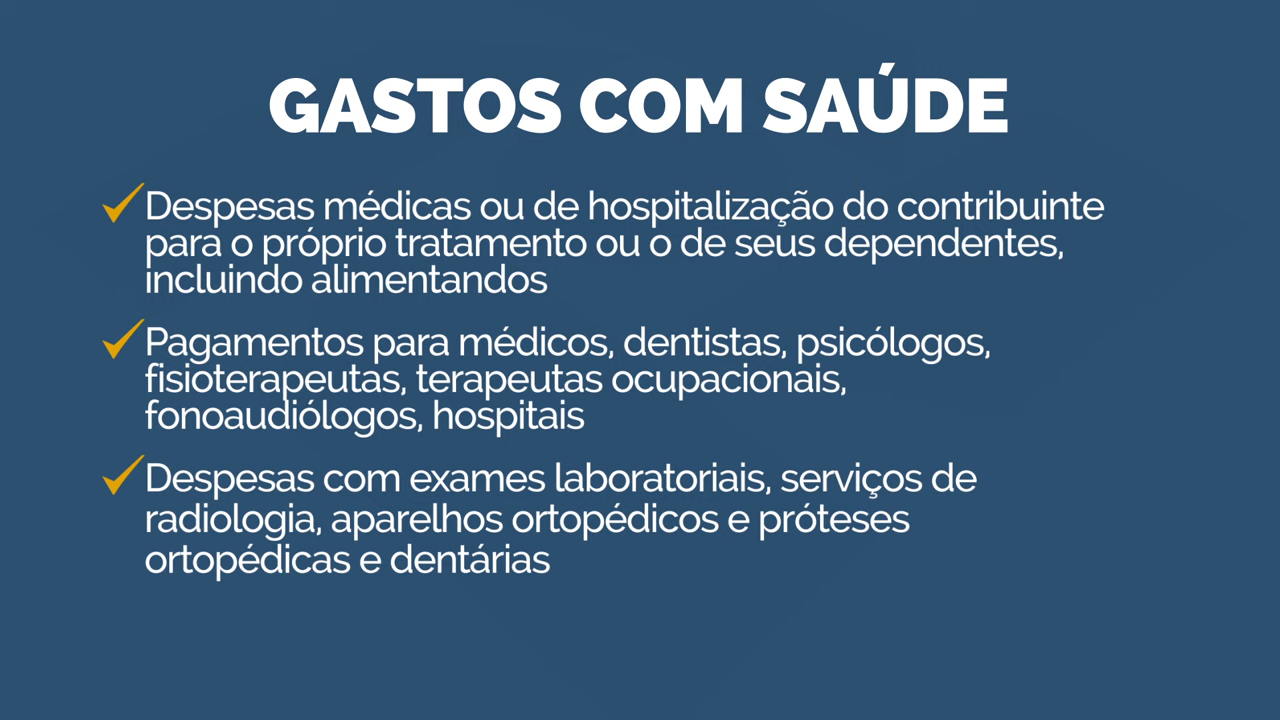 GASTOS COM SAÚDE
Despesas médicas ou de hospitalização do contribuinte
para o próprio tratamento ou o de seus dependentes,
incluindo alimentandos
Pagamentos para médicos, dentistas, psicólogos,
fisioterapeutas, terapeutas ocupacionais,
fonoaudiólogos, hospitais
Despesas com exames laboratoriais, serviços de
radiologia, aparelhos ortopédicos e próteses
ortopédicas e dentárias